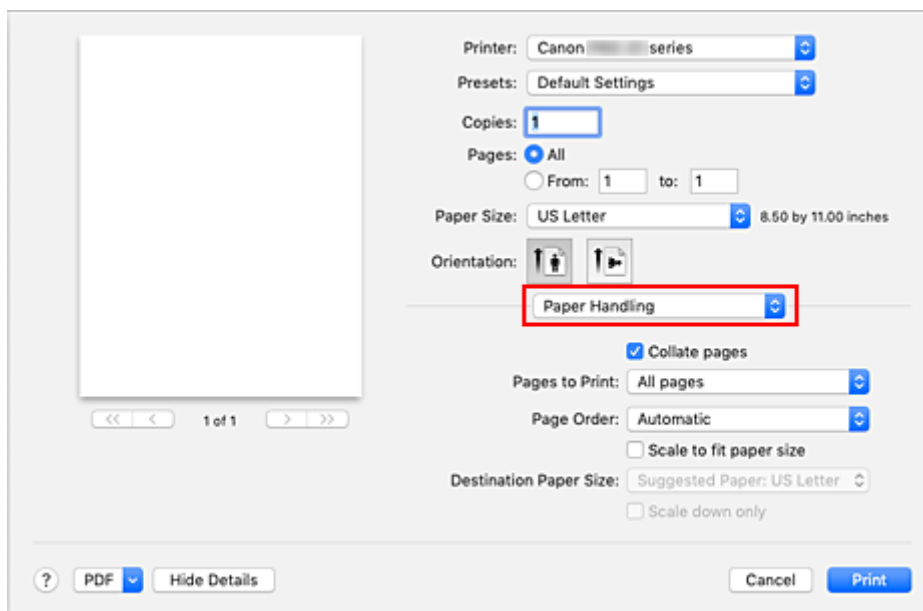 Printer: Canon series
Presets: Default Settings
Copies: 1
Pages: All
From: 1 to: 1
Paper Size: US Letter 8.50 by 11.00 inches
Orientation:
Paper Handling
Collate pages
Pages to Print: All pages
<< < 1 of 1 > >> Page Order: Automatic
Scale to fit paper size
Destination Paper Size: Suggested Paper: US Letter
Scale down only
? PDF Hide Details Cancel Print